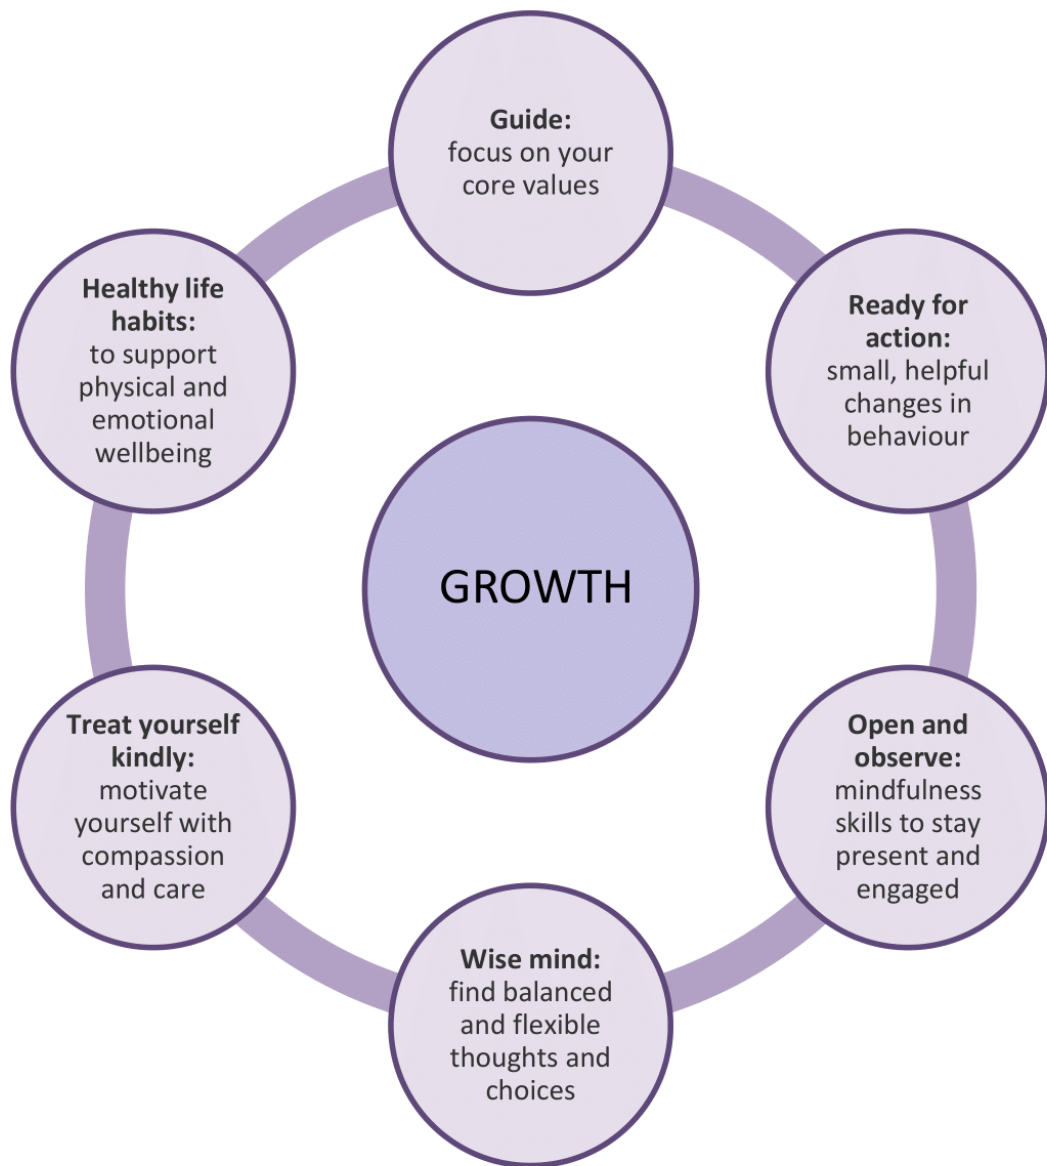 Guide:
focus on your
core values
Ready for
action:
small, helpful
changes in
behaviour
Open and
observe:
mindfulness
skills to stay
present and
engaged
Wise mind:
find balanced
and flexible
thoughts and
choices
Treat yourself
kindly:
motivate
yourself with
compassion
and care
Healthy life
habits:
to support
physical and
emotional
wellbeing
GROWTH